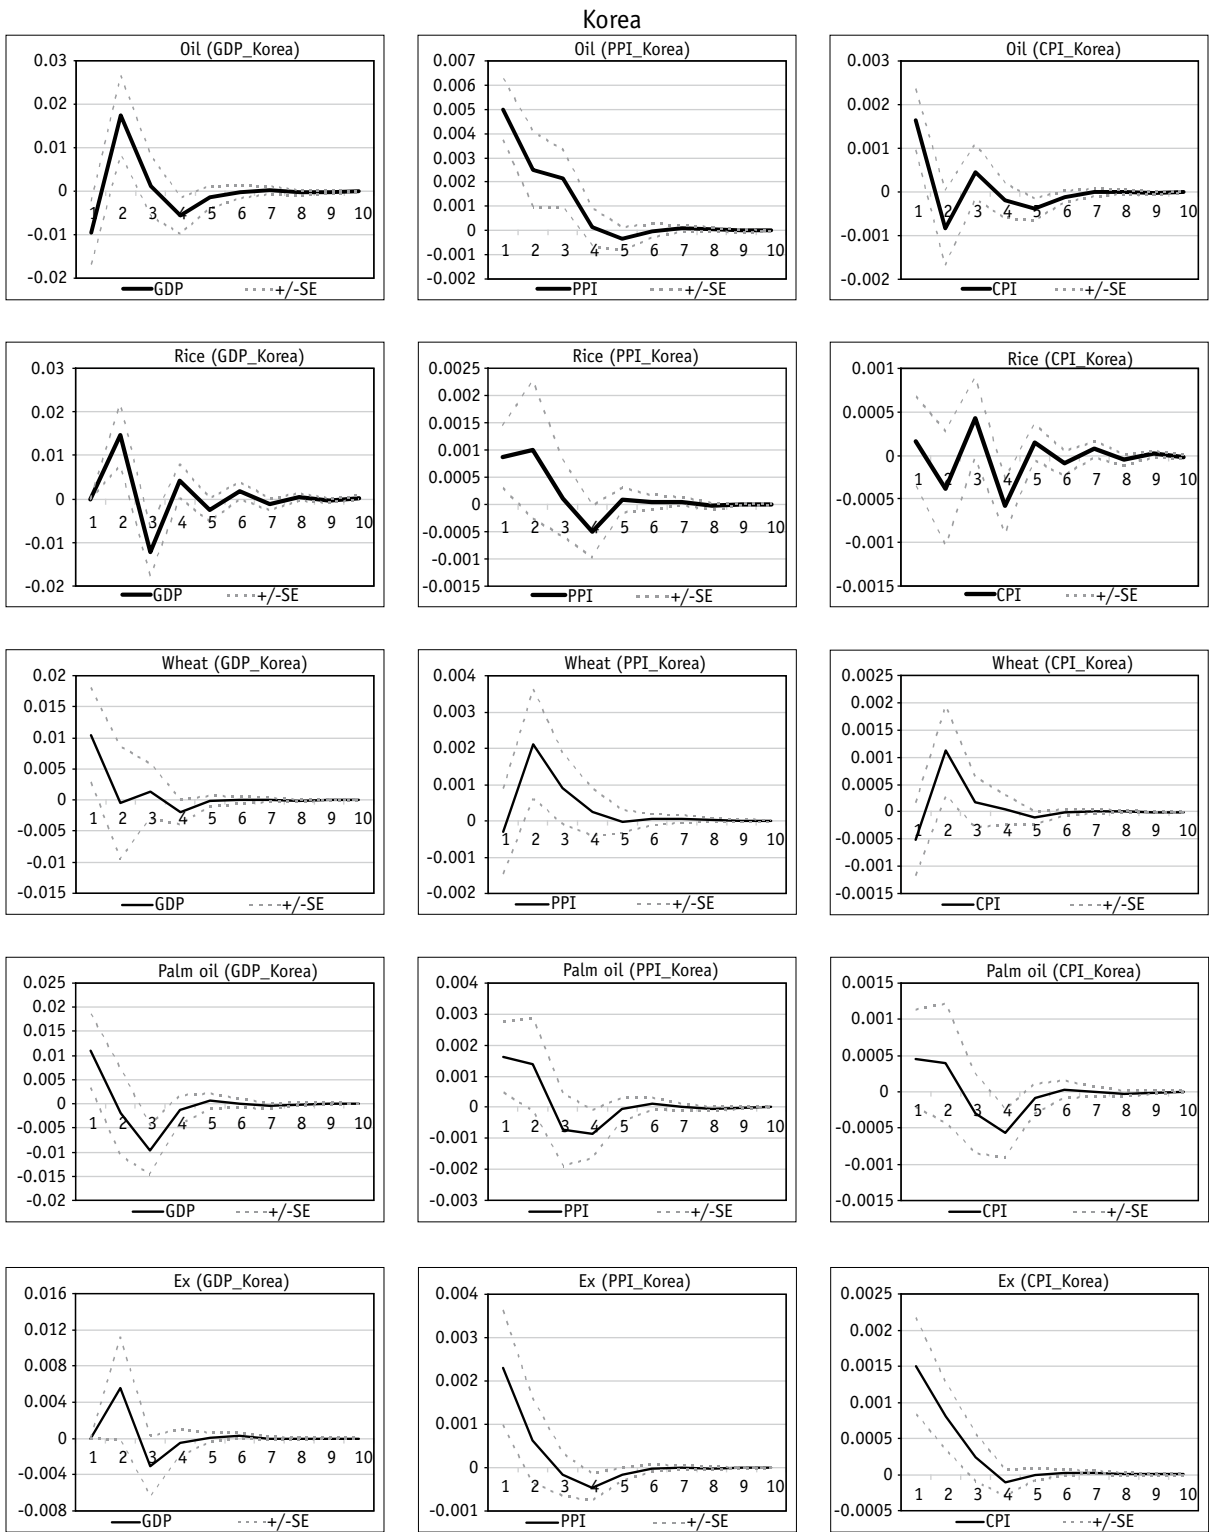 Korea
Oil (GDP_Korea)
0.03
0.02
0.01
0
-0.01
-0.02
1 2 3 4 5 6 7 8 9 10
GDP +/-SE
Oil (PPI_Korea)
0.007
0.006
0.005
0.004
0.003
0.002
0.001
0
-0.001
-0.002
1 2 3 4 5 6 7 8 9 10
PPI +/-SE
Oil (CPI_Korea)
0.003
0.002
0.001
0
-0.001
-0.002
1 2 3 4 5 6 7 8 9 10
CPI +/-SE
Rice (GDP_Korea)
0.03
0.02
0.01
0
-0.01
-0.02
1 2 3 4 5 6 7 8 9 10
GDP +/-SE
Rice (PPI_Korea)
0.0025
0.002
0.0015
0.001
0.0005
0
-0.0005
-0.001
-0.0015
1 2 3 4 5 6 7 8 9 10
PPI +/-SE
Rice (CPI_Korea)
0.001
0.0005
0
-0.0005
-0.001
-0.0015
1 2 3 4 5 6 7 8 9 10
CPI +/-SE
Wheat (GDP_Korea)
0.02
0.015
0.01
0.005
0
-0.005
-0.01
-0.015
1 2 3 4 5 6 7 8 9 10
GDP +/-SE
Wheat (PPI_Korea)
0.004
0.003
0.002
0.001
0
-0.001
-0.002
1 2 3 4 5 6 7 8 9 10
PPI +/-SE
Wheat (CPI_Korea)
0.0025
0.002
0.0015
0.001
0.0005
0
-0.0005
-0.001
-0.0015
1 2 3 4 5 6 7 8 9 10
CPI +/-SE
Palm oil (GDP_Korea)
0.025
0.02
0.015
0.01
0.005
0
-0.005
-0.01
-0.015
-0.02
1 2 3 4 5 6 7 8 9 10
GDP +/-SE
Palm oil (PPI_Korea)
0.004
0.003
0.002
0.001
0
-0.001
-0.002
-0.003
1 2 3 4 5 6 7 8 9 10
PPI +/-SE
Palm oil (CPI_Korea)
0.0015
0.001
0.0005
0
-0.0005
-0.001
-0.0015
1 2 3 4 5 6 7 8 9 10
CPI +/-SE
Ex (GDP_Korea)
0.016
0.012
0.008
0.004
0
-0.004
-0.008
1 2 3 4 5 6 7 8 9 10
GDP +/-SE
Ex (PPI_Korea)
0.004
0.003
0.002
0.001
0
-0.001
1 2 3 4 5 6 7 8 9 10
PPI +/-SE
Ex (CPI_Korea)
0.0025
0.002
0.0015
0.001
0.0005
0
-0.0005
1 2 3 4 5 6 7 8 9 10
CPI +/-SE